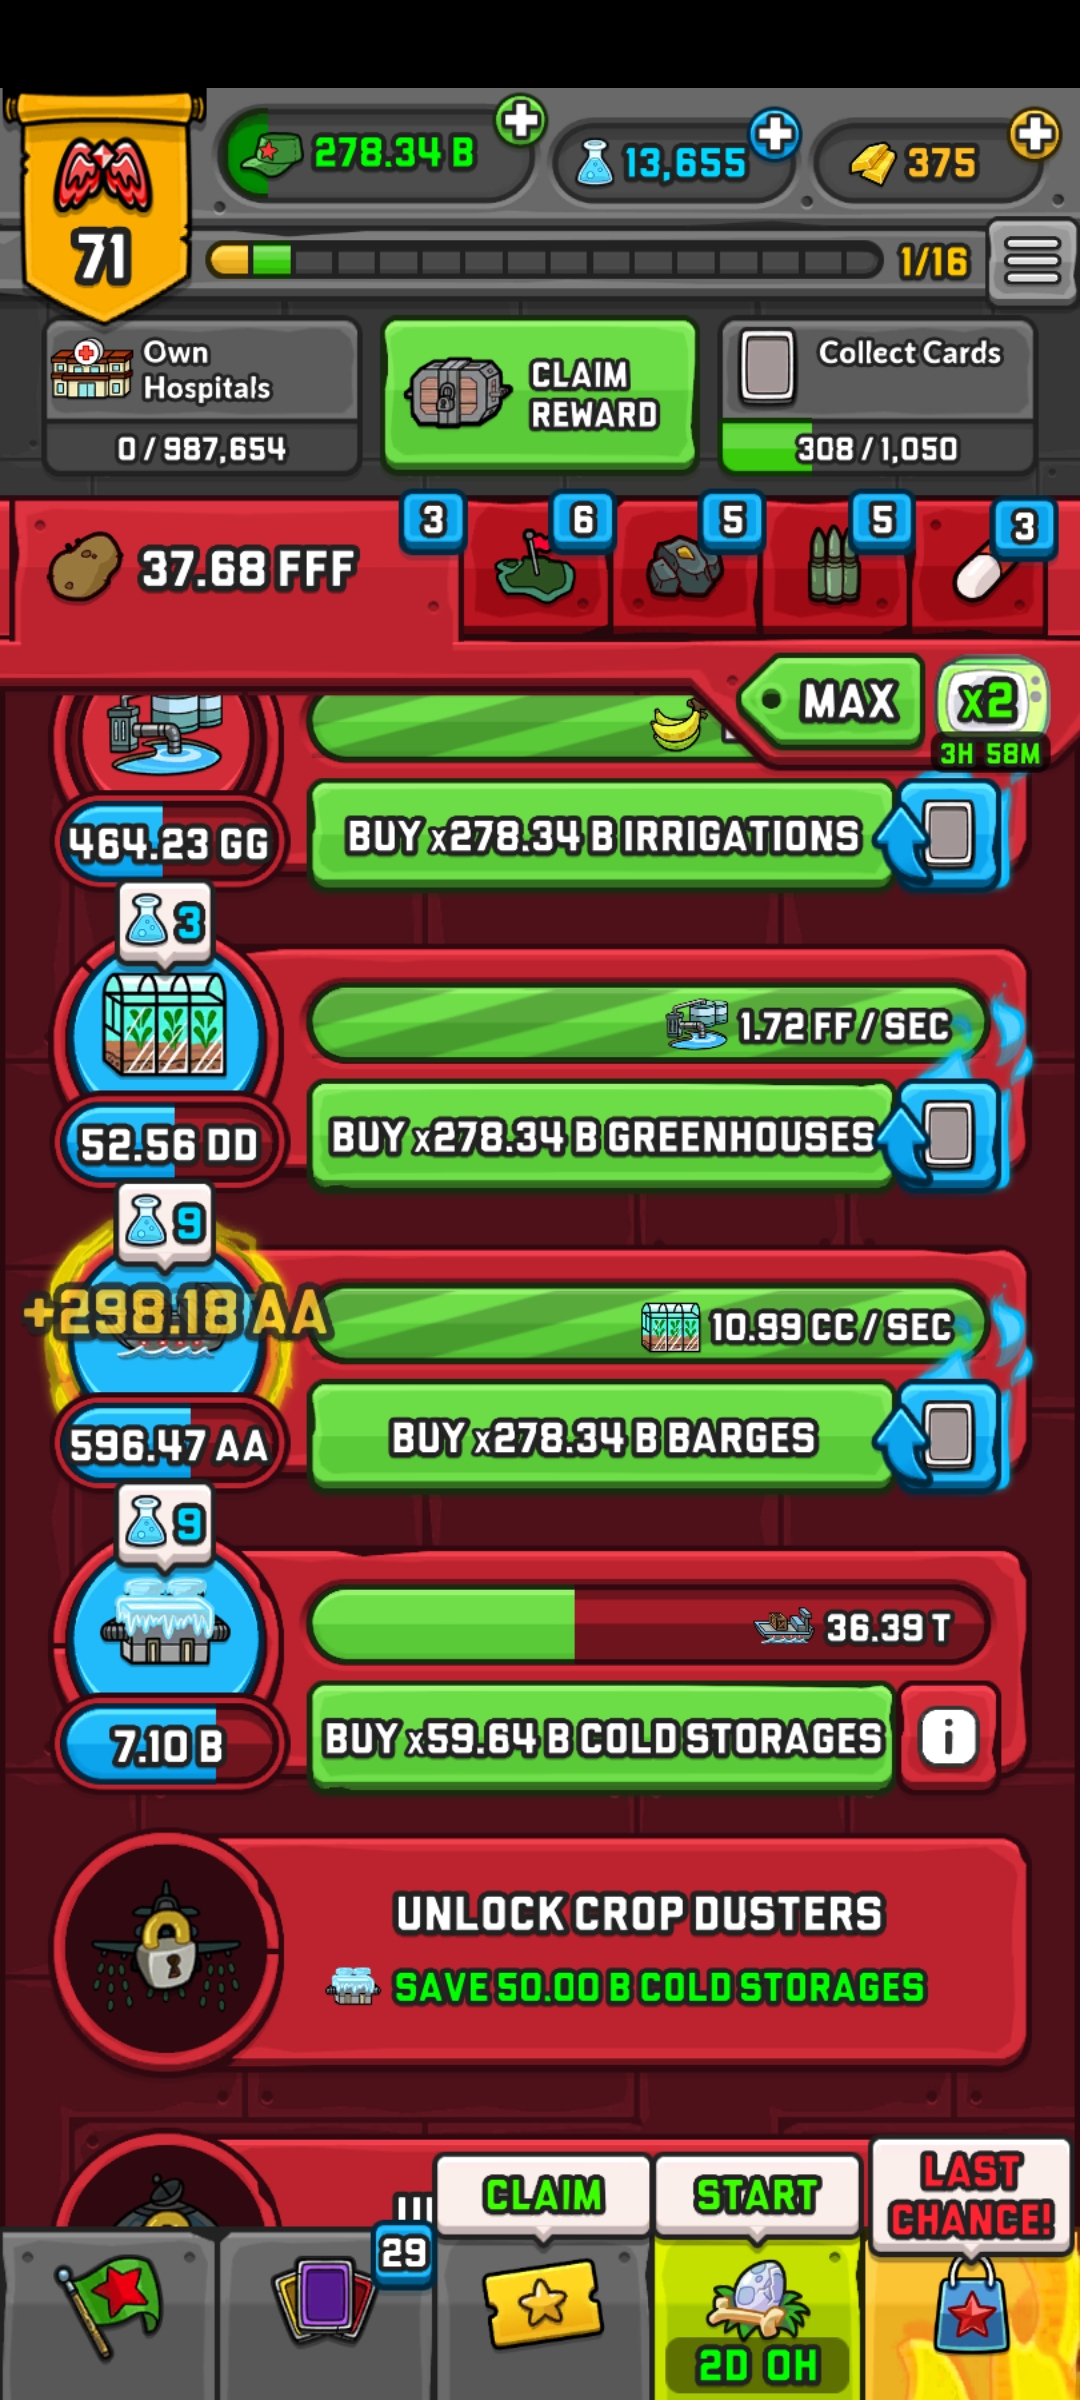 278.34 B
13,655
375
71
1/16
Own
Hospitals
0 / 987,654
CLAIM
REWARD
Collect Cards
308 / 1,050
37.68 FFF
3
6
5
5
3
MAX
x2
3H 58M
464.23 GG
BUY x278.34 B IRRIGATIONS
3
1.72 FF / SEC
52.56 DD
BUY x278.34 B GREENHOUSES
9
+298.18 AA
10.99 CC / SEC
596.47 AA
BUY x278.34 B BARGES
9
36.39 T
7.10 B
BUY x59.64 B COLD STORAGES
i
UNLOCK CROP DUSTERS
SAVE 50.00 B COLD STORAGES
CLAIM
START
LAST
CHANCE!
29
2D 0H